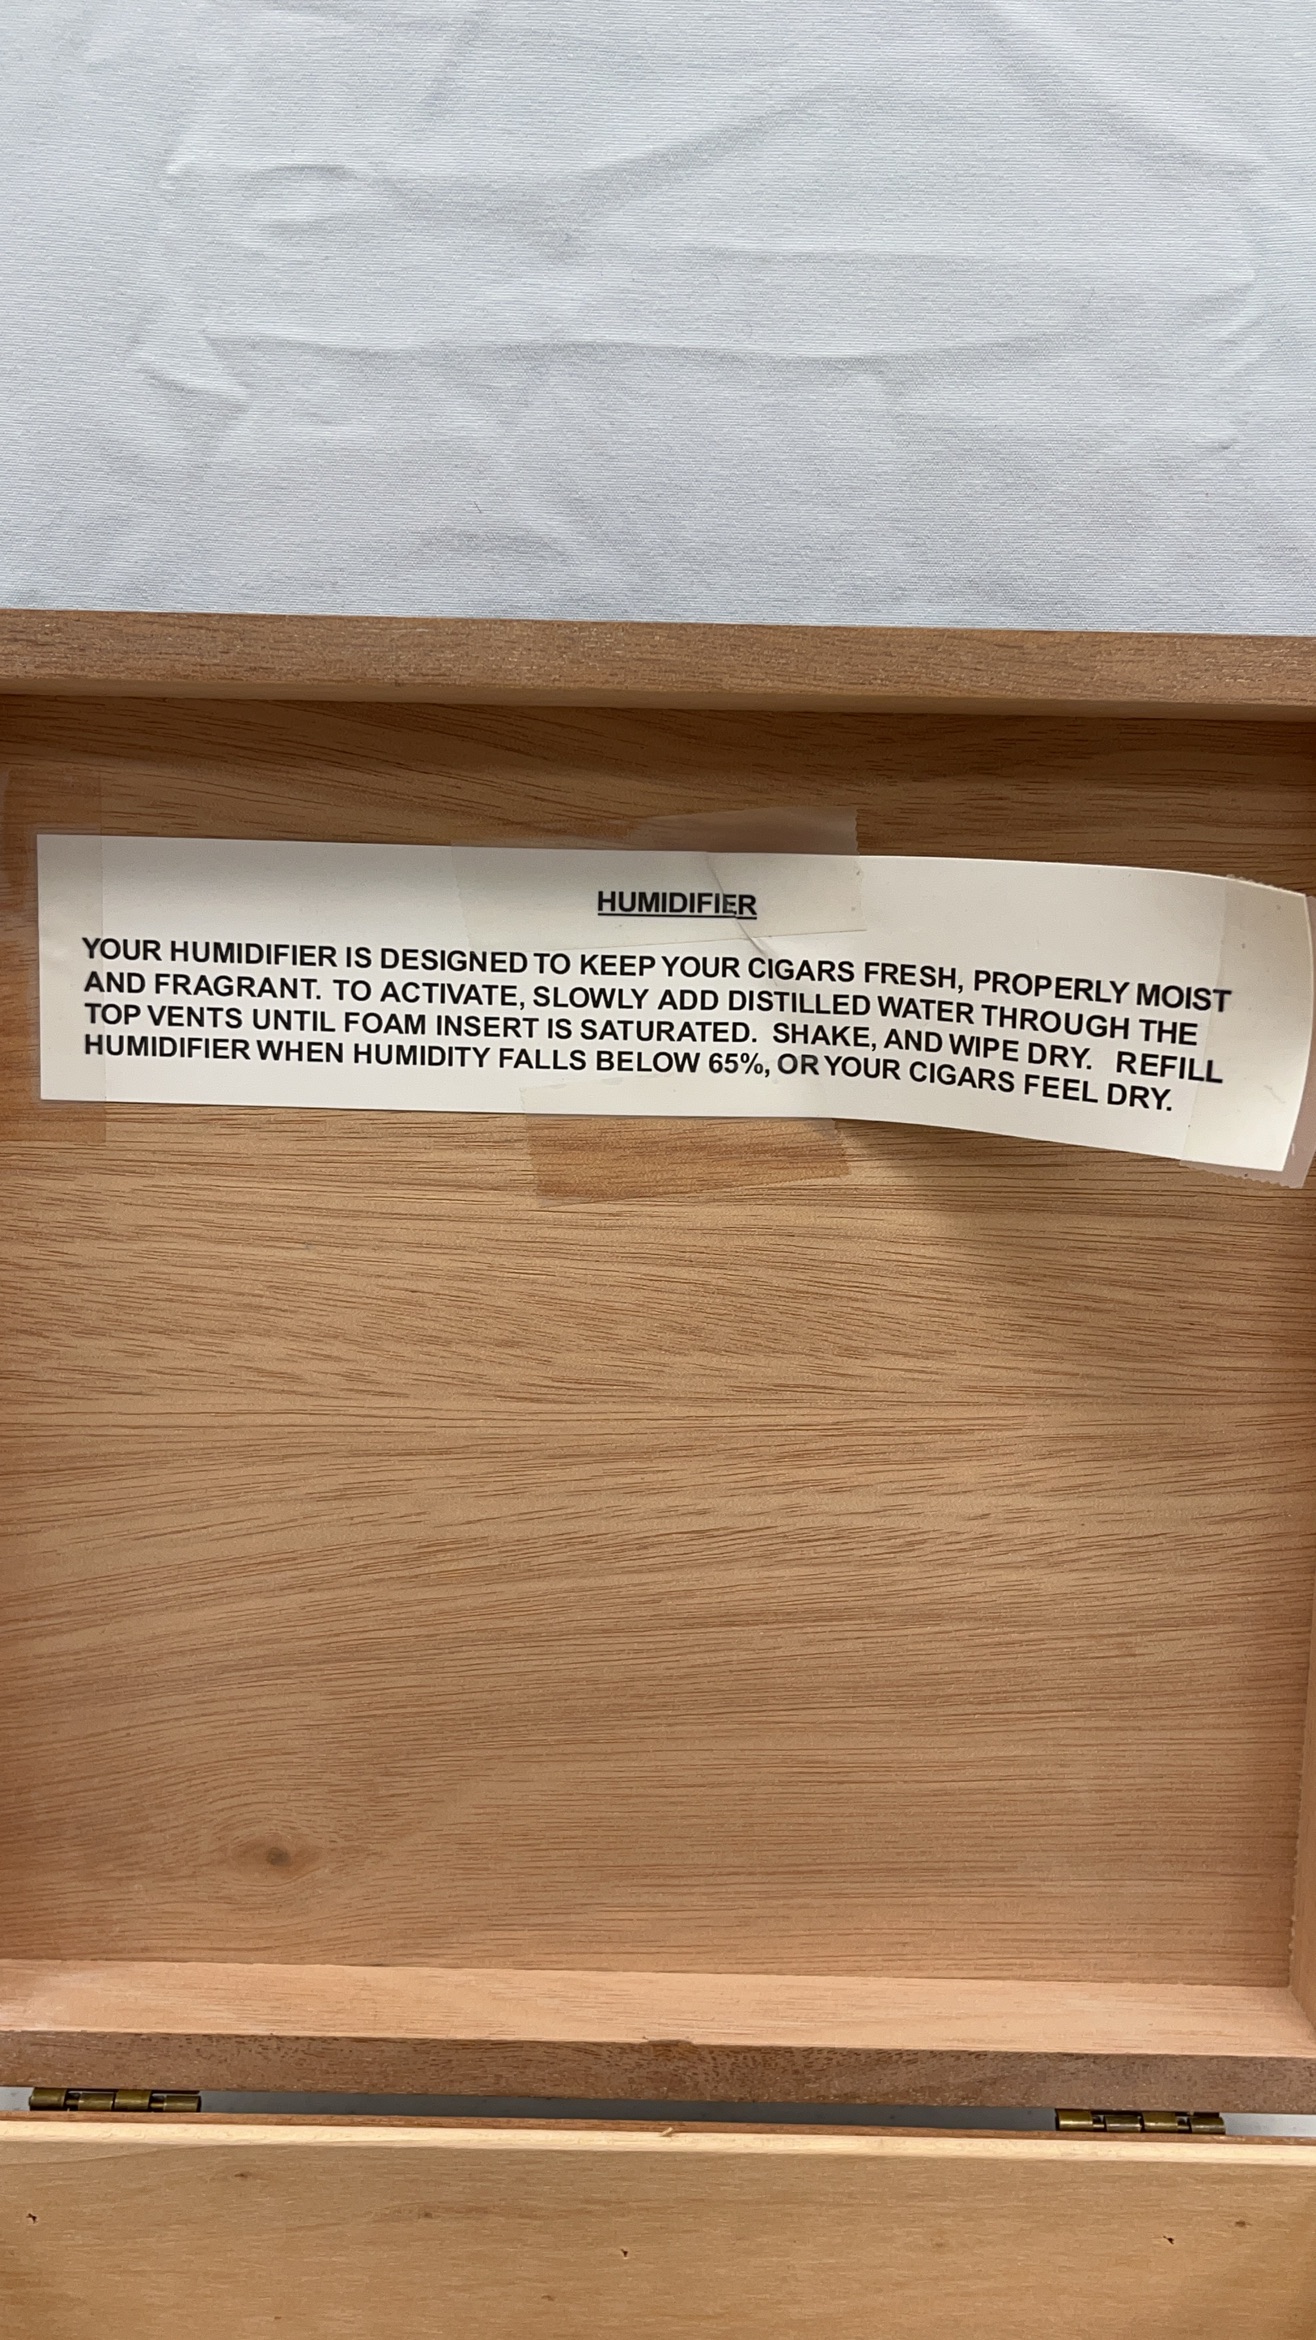 HUMIDIFIER
YOUR HUMIDIFIER IS DESIGNED TO KEEP YOUR CIGARS FRESH, PROPERLY MOIST
AND FRAGRANT. TO ACTIVATE, SLOWLY ADD DISTILLED WATER THROUGH THE
TOP VENTS UNTIL FOAM INSERT IS SATURATED. SHAKE, AND WIPE DRY. REFILL
HUMIDIFIER WHEN HUMIDITY FALLS BELOW 65%, OR YOUR CIGARS FEEL DRY.